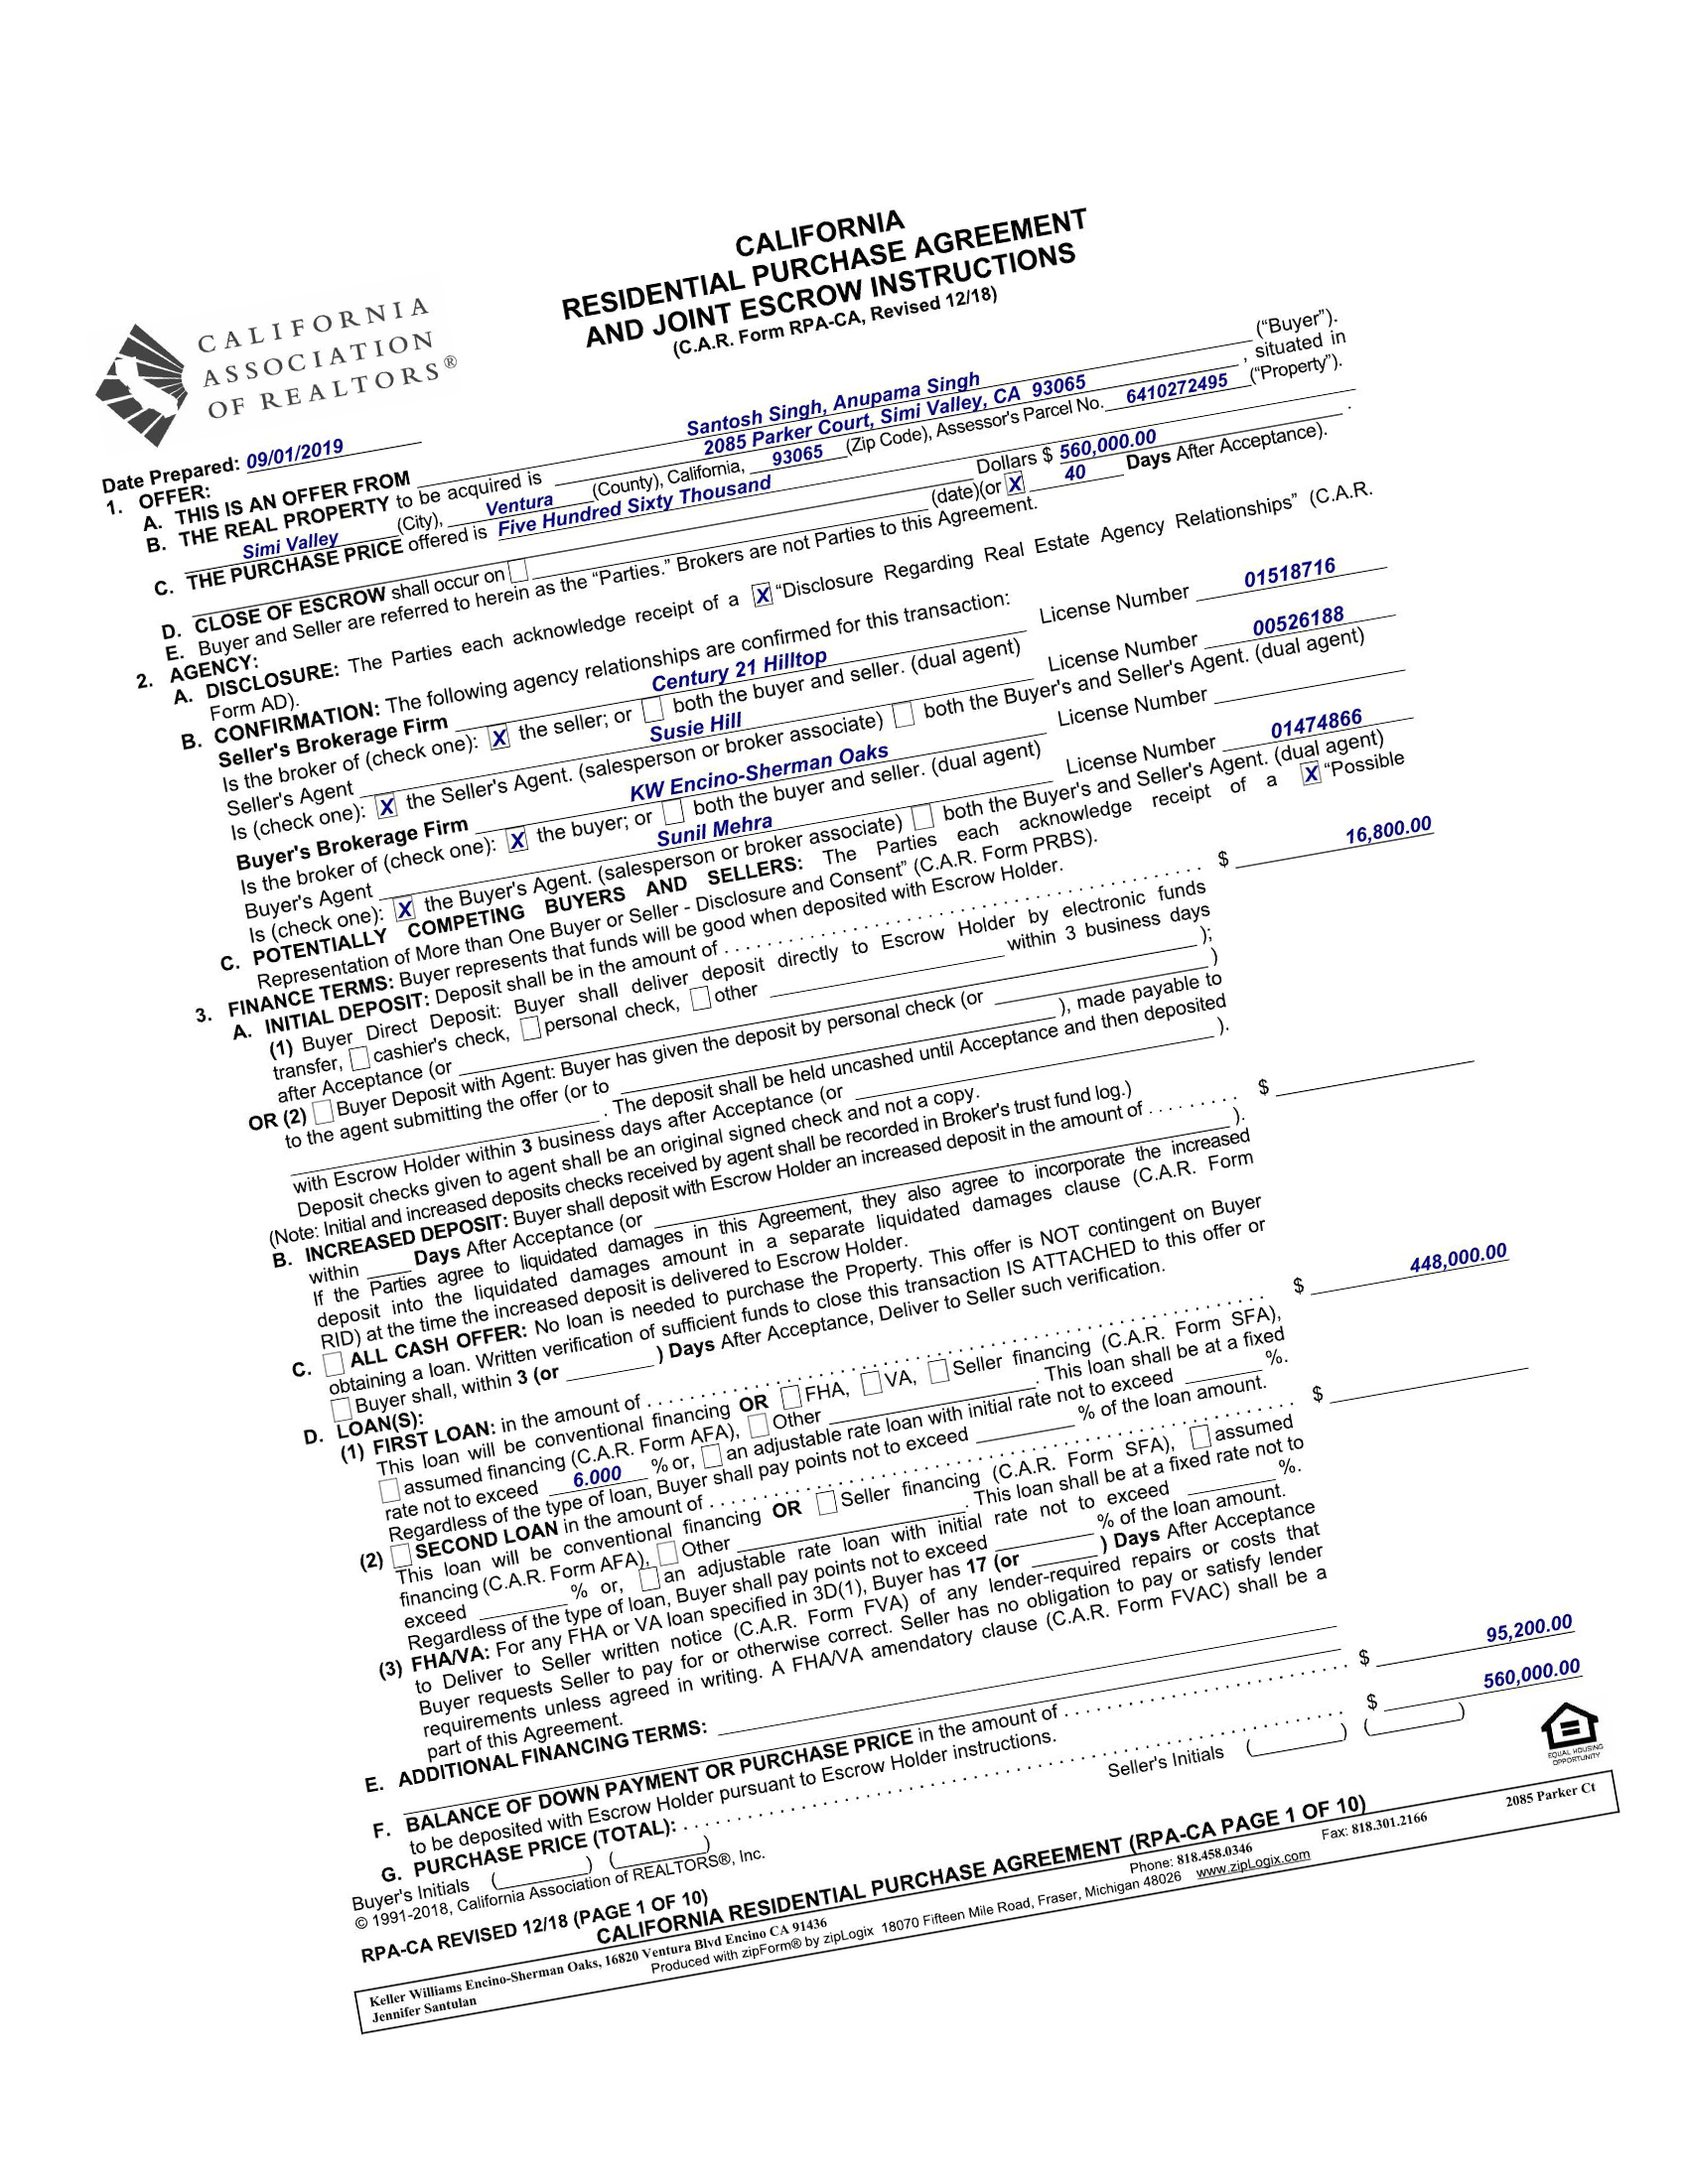 CALIFORNIA
ASSOCIATION
OF REALTORS®
CALIFORNIA
RESIDENTIAL PURCHASE AGREEMENT
AND JOINT ESCROW INSTRUCTIONS
(C.A.R. Form RPA-CA, Revised 12/18)
Date Prepared: 09/01/2019
1. OFFER:
A. THIS IS AN OFFER FROM Santosh Singh, Anupama Singh (“Buyer”).
B. THE REAL PROPERTY to be acquired is 2085 Parker Court, Simi Valley, CA 93065 , situated in
Simi Valley (City), Ventura (County), California, 93065 (Zip Code), Assessor's Parcel No. 6410272495 (“Property”).
C. THE PURCHASE PRICE offered is Five Hundred Sixty Thousand
Dollars $ 560,000.00 .
D. CLOSE OF ESCROW shall occur on (date)(or X 40 Days After Acceptance).
E. Buyer and Seller are referred to herein as the “Parties.” Brokers are not Parties to this Agreement.
2. AGENCY:
A. DISCLOSURE: The Parties each acknowledge receipt of a X “Disclosure Regarding Real Estate Agency Relationships” (C.A.R.
Form AD).
B. CONFIRMATION: The following agency relationships are confirmed for this transaction:
Seller's Brokerage Firm Century 21 Hilltop License Number 01518716
Is the broker of (check one): X the seller; or both the buyer and seller. (dual agent)
Seller's Agent Susie Hill License Number 00526188
Is (check one): X the Seller's Agent. (salesperson or broker associate) both the Buyer's and Seller's Agent. (dual agent)
Buyer's Brokerage Firm KW Encino-Sherman Oaks License Number
Is the broker of (check one): X the buyer; or both the buyer and seller. (dual agent)
Buyer's Agent Sunil Mehra License Number 01474866
Is (check one): X the Buyer's Agent. (salesperson or broker associate) both the Buyer's and Seller's Agent. (dual agent)
C. POTENTIALLY COMPETING BUYERS AND SELLERS: The Parties each acknowledge receipt of a X “Possible
Representation of More than One Buyer or Seller - Disclosure and Consent” (C.A.R. Form PRBS).
3. FINANCE TERMS: Buyer represents that funds will be good when deposited with Escrow Holder.
A. INITIAL DEPOSIT: Deposit shall be in the amount of . . . . . . . . . . $ 16,800.00
(1) Buyer Direct Deposit: Buyer shall deliver deposit directly to Escrow Holder by electronic funds
transfer, cashier's check, personal check, other within 3 business days
after Acceptance (or );
OR (2) Buyer Deposit with Agent: Buyer has given the deposit by personal check (or )
to the agent submitting the offer (or to ), made payable to
. The deposit shall be held uncashed until Acceptance and then deposited
with Escrow Holder within 3 business days after Acceptance (or ).
Deposit checks given to agent shall be an original signed check and not a copy.
(Note: Initial and increased deposits checks received by agent shall be recorded in Broker's trust fund log.)
B. INCREASED DEPOSIT: Buyer shall deposit with Escrow Holder an increased deposit in the amount of . . . . . . . . . $
within Days After Acceptance (or ).
If the Parties agree to liquidated damages in this Agreement, they also agree to incorporate the increased
deposit into the liquidated damages amount in a separate liquidated damages clause (C.A.R. Form
RID) at the time the increased deposit is delivered to Escrow Holder.
C. ALL CASH OFFER: No loan is needed to purchase the Property. This offer is NOT contingent on Buyer
obtaining a loan. Written verification of sufficient funds to close this transaction IS ATTACHED to this offer or
Buyer shall, within 3 (or ) Days After Acceptance, Deliver to Seller such verification.
D. LOAN(S):
(1) FIRST LOAN: in the amount of . . . . . . . . . . $ 448,000.00
This loan will be conventional financing OR FHA, VA, Seller financing (C.A.R. Form SFA),
assumed financing (C.A.R. Form AFA), Other . This loan shall be at a fixed
rate not to exceed 6.000 % or, an adjustable rate loan with initial rate not to exceed %.
Regardless of the type of loan, Buyer shall pay points not to exceed % of the loan amount.
(2) SECOND LOAN in the amount of . . . . . . . . . . $
This loan will be conventional financing OR Seller financing (C.A.R. Form SFA), assumed
financing (C.A.R. Form AFA), Other . This loan shall be at a fixed rate not to
exceed % or, an adjustable rate loan with initial rate not to exceed %.
Regardless of the type of loan, Buyer shall pay points not to exceed % of the loan amount.
(3) FHA/VA: For any FHA or VA loan specified in 3D(1), Buyer has 17 (or ) Days After Acceptance
to Deliver to Seller written notice (C.A.R. Form FVA) of any lender-required repairs or costs that
Buyer requests Seller to pay for or otherwise correct. Seller has no obligation to pay or satisfy lender
requirements unless agreed in writing. A FHA/VA amendatory clause (C.A.R. Form FVAC) shall be a
part of this Agreement.
E. ADDITIONAL FINANCING TERMS:
F. BALANCE OF DOWN PAYMENT OR PURCHASE PRICE in the amount of . . . . . . . . . . $ 95,200.00
to be deposited with Escrow Holder pursuant to Escrow Holder instructions.
G. PURCHASE PRICE (TOTAL): . . . . . . . . . . $ 560,000.00
Buyer's Initials ( ) ( ) Seller's Initials ( ) ( )
© 1991-2018, California Association of REALTORS®, Inc.
EQUAL HOUSING
OPPORTUNITY
RPA-CA REVISED 12/18 (PAGE 1 OF 10)
CALIFORNIA RESIDENTIAL PURCHASE AGREEMENT (RPA-CA PAGE 1 OF 10)
Keller Williams Encino-Sherman Oaks, 16820 Ventura Blvd Encino CA 91436 Phone: 818.458.0346 Fax: 818.301.2166 2085 Parker Ct
Jennifer Santulan Produced with zipForm® by zipLogix 18070 Fifteen Mile Road, Fraser, Michigan 48026 www.zipLogix.com